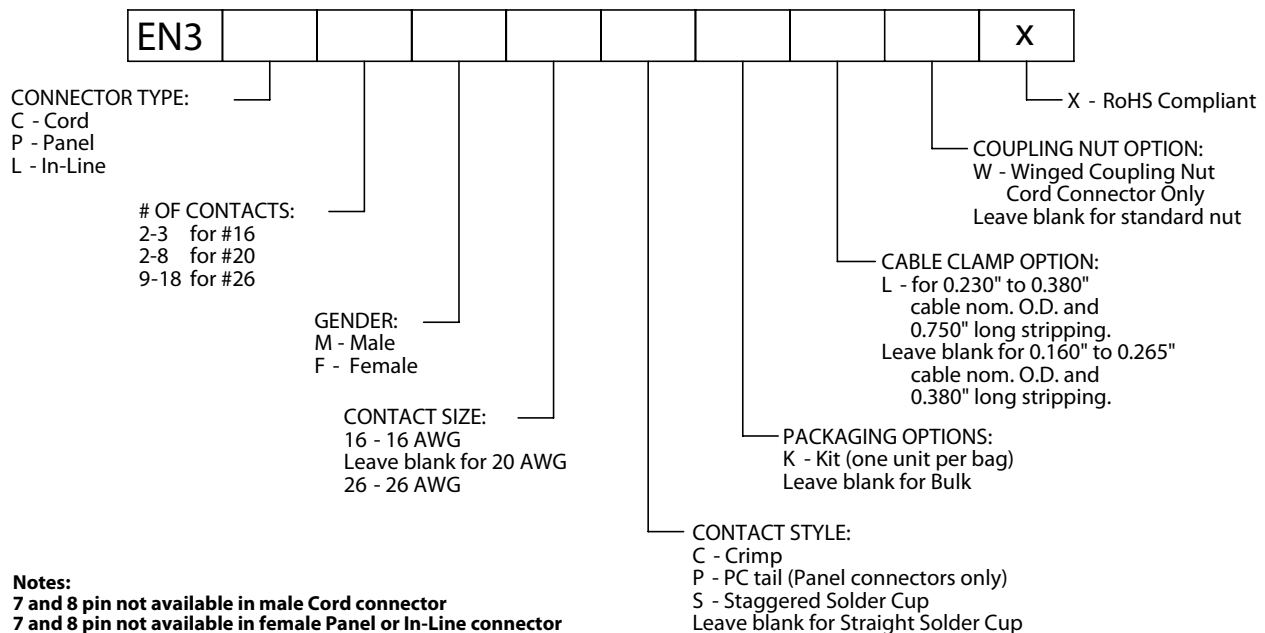 EN3 X
CONNECTOR TYPE:
C - Cord
P - Panel
L - In-Line
X - RoHS Compliant
COUPLING NUT OPTION:
W - Winged Coupling Nut
Cord Connector Only
Leave blank for standard nut
# OF CONTACTS:
2-3 for #16
2-8 for #20
9-18 for #26
CABLE CLAMP OPTION:
L - for 0.230" to 0.380"
cable nom. O.D. and
0.750" long stripping.
Leave blank for 0.160" to 0.265"
cable nom. O.D. and
0.380" long stripping.
GENDER:
M - Male
F - Female
CONTACT SIZE:
16 - 16 AWG
Leave blank for 20 AWG
26 - 26 AWG
PACKAGING OPTIONS:
K - Kit (one unit per bag)
Leave blank for Bulk
CONTACT STYLE:
C - Crimp
P - PC tail (Panel connectors only)
S - Staggered Solder Cup
Leave blank for Straight Solder Cup
Notes:
7 and 8 pin not available in male Cord connector
7 and 8 pin not available in female Panel or In-Line connector